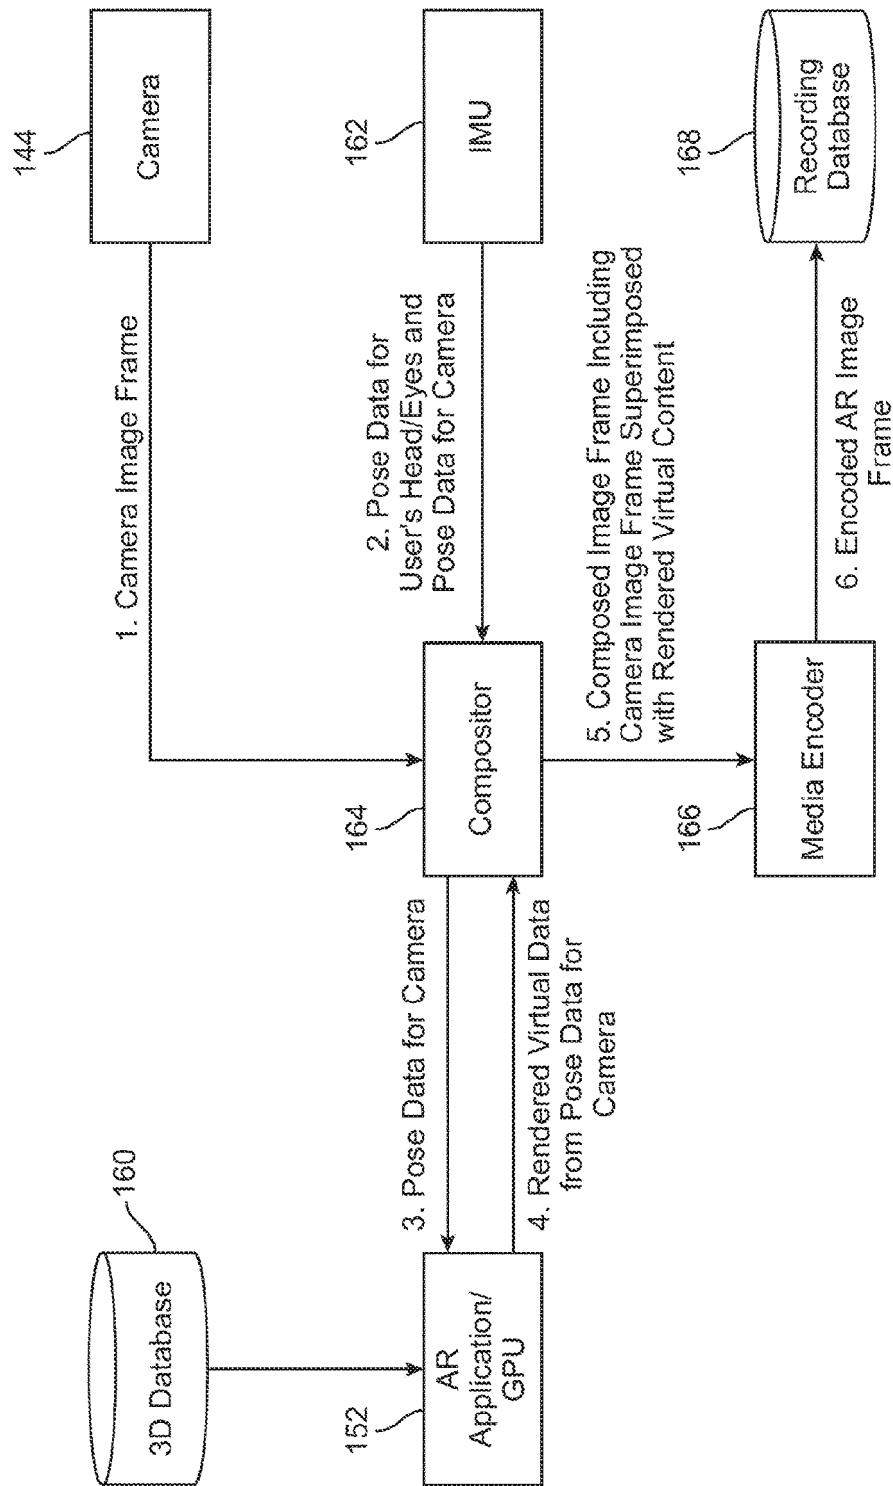 160
3D Database
152
AR
Application/
GPU
3. Pose Data for Camera
4. Rendered Virtual Data
from Pose Data for
Camera
164
Compositor
1. Camera Image Frame
144
Camera
2. Pose Data for
User's Head/Eyes and
Pose Data for Camera
162
IMU
5. Composed Image Frame Including
Camera Image Frame Superimposed
with Rendered Virtual Content
166
Media Encoder
6. Encoded AR Image
Frame
168
Recording
Database